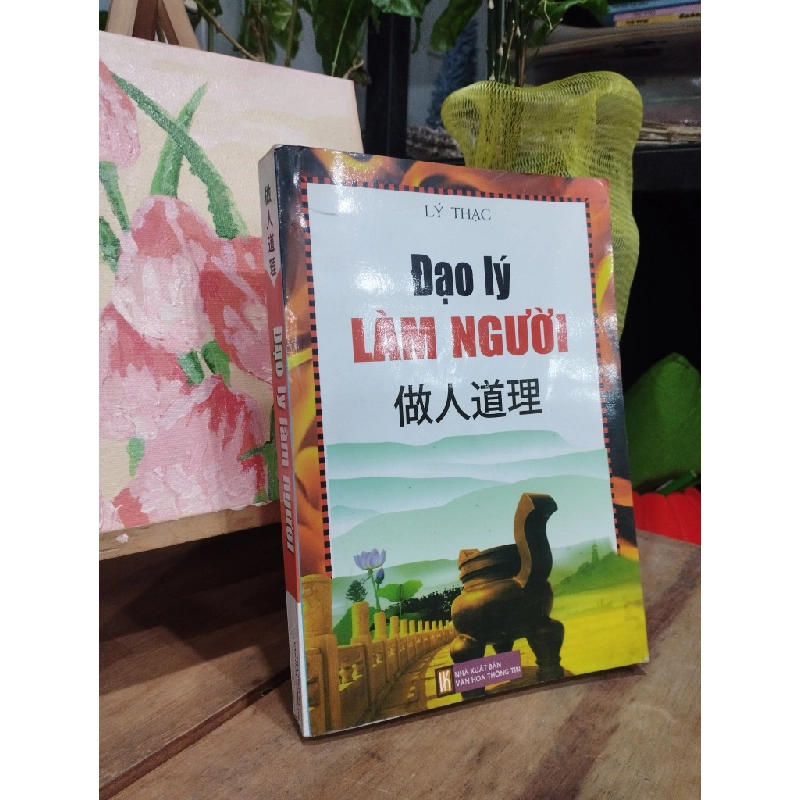 LÝ THẠC
Đạo lý
LÀM NGƯỜI
做人道理
NHÀ XUẤT BẢN
VĂN HÓA THÔNG TIN
做人道理
Đạo lý làm người